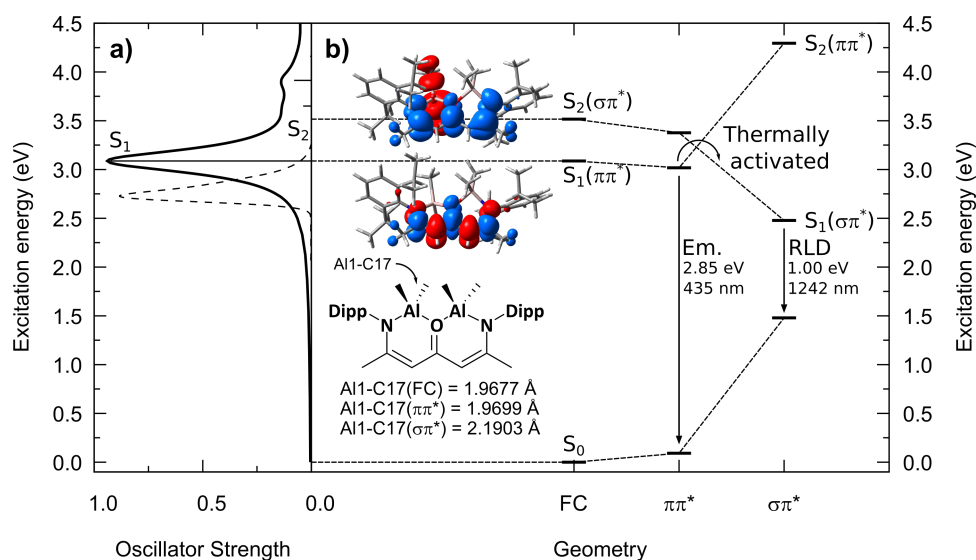 a)
b)
Excitation energy (eV)
4.5
4.0
3.5
3.0
2.5
2.0
1.5
1.0
0.5
0.0
S1
S2
1.0
0.5
0.0
Oscillator Strength
S2(σπ*)
S1(ππ*)
S2(ππ*)
Thermally
activated
S1(σπ*)
Em.
2.85 eV
435 nm
RLD
1.00 eV
1242 nm
Al1-C17
Dipp
N
Al
O
Al
N
Dipp
Al1-C17(FC) = 1.9677 Å
Al1-C17(ππ*) = 1.9699 Å
Al1-C17(σπ*) = 2.1903 Å
S0
FC
ππ*
σπ*
Geometry
4.5
4.0
3.5
3.0
2.5
2.0
1.5
1.0
0.5
0.0
Excitation energy (eV)